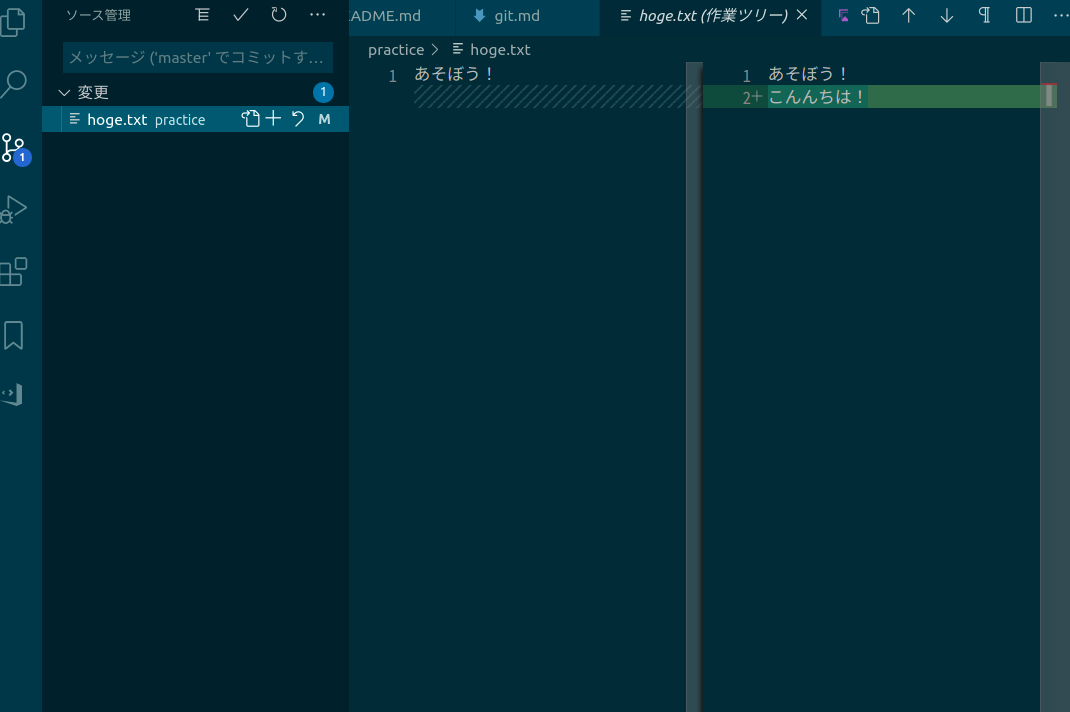 ソース管理
メッセージ ('master' でコミットす…
変更 1
hoge.txt practice M
1
ADME.md git.md hoge.txt (作業ツリー)
practice hoge.txt
1 あそぼう！
1 あそぼう！
2+ こんんちは！